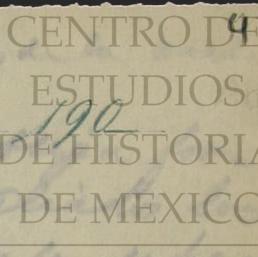 4
CENTRO DE
ESTUDIOS
190
DE HISTORIA
DE MEXICO